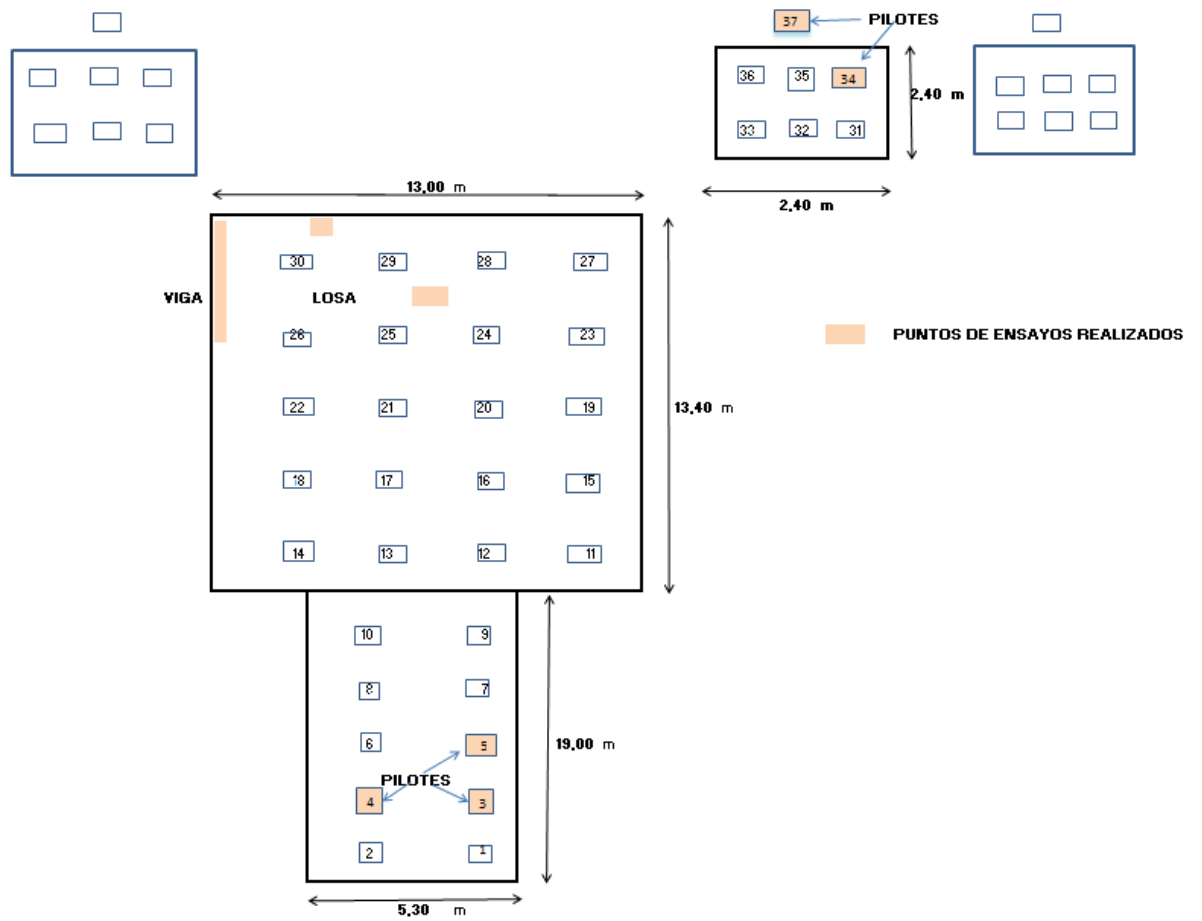 37 PILOTES
36 35 34
2,40 m
33 32 31
13,00 m
2,40 m
30 29 28 27
VIGA LOSA
26 25 24 23
PUNTOS DE ENSAYOS REALIZADOS
22 21 20 19
13,40 m
18 17 16 15
14 13 12 11
10 9
8 7
6 5
19,00 m
PILOTES
4 3
2 1
5,30 m